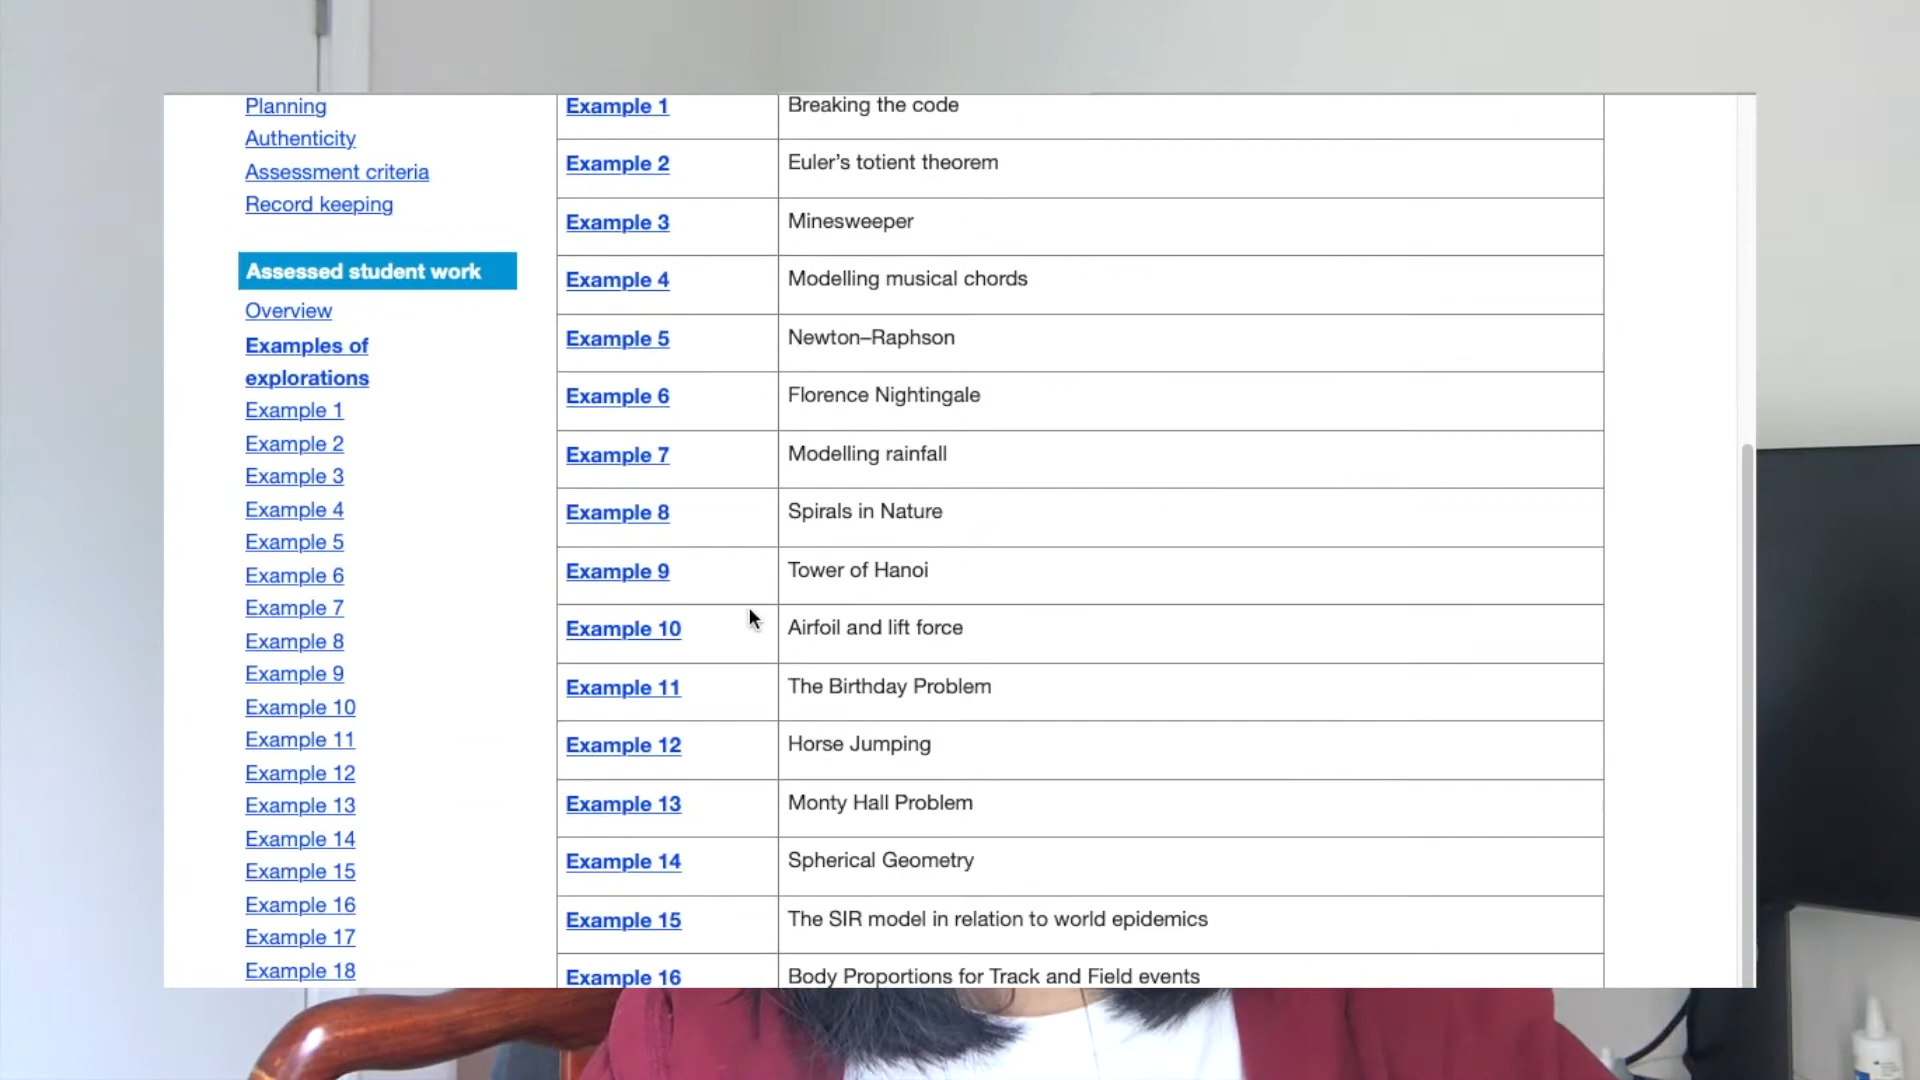 Planning
Authenticity
Assessment criteria
Record keeping
Assessed student work
Overview
Examples of
explorations
Example 1
Example 2
Example 3
Example 4
Example 5
Example 6
Example 7
Example 8
Example 9
Example 10
Example 11
Example 12
Example 13
Example 14
Example 15
Example 16
Example 17
Example 18
Example 1 Breaking the code
Example 2 Euler’s totient theorem
Example 3 Minesweeper
Example 4 Modelling musical chords
Example 5 Newton–Raphson
Example 6 Florence Nightingale
Example 7 Modelling rainfall
Example 8 Spirals in Nature
Example 9 Tower of Hanoi
Example 10 Airfoil and lift force
Example 11 The Birthday Problem
Example 12 Horse Jumping
Example 13 Monty Hall Problem
Example 14 Spherical Geometry
Example 15 The SIR model in relation to world epidemics
Example 16 Body Proportions for Track and Field events